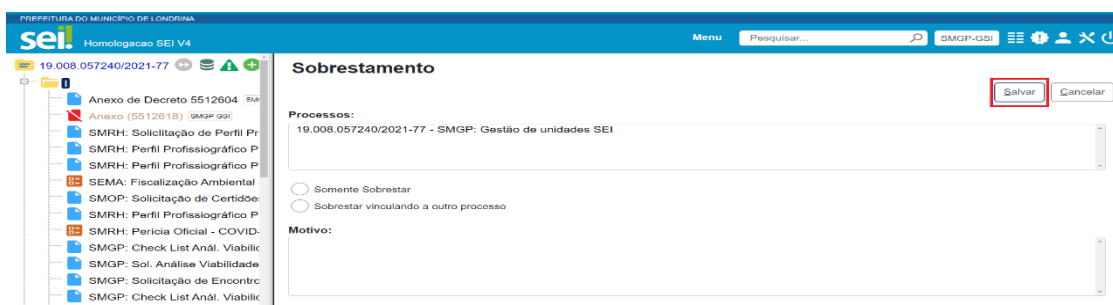 PREFEITURA DO MUNICÍPIO DE LONDRINA
sei. Homologacao SEI V4
Menu Pesquisar... SMGP-GSI
19.008.057240/2021-77
I
Anexo de Decreto 5512604
Anexo (5512618) SMGP GSI
SMRH: Soliclitação de Perfil Pr
SMRH: Perfil Profissiográfico P
SMRH: Perfil Profissiográfico P
SEMA: Fiscalização Ambiental
SMOP: Solicitação de Certidõe
SMRH: Perfil Profissiográfico P
SMRH: Perícia Oficial - COVID-
SMGP: Check List Anál. Viabilic
SMGP: Sol. Análise Viabilidade
SMGP: Solicitação de Encontro
SMGP: Check List Anál. Viabilic
Sobrestamento
Salvar Cancelar
Processos:
19.008.057240/2021-77 - SMGP: Gestão de unidades SEI
Somente Sobrestar
Sobrestar vinculando a outro processo
Motivo: